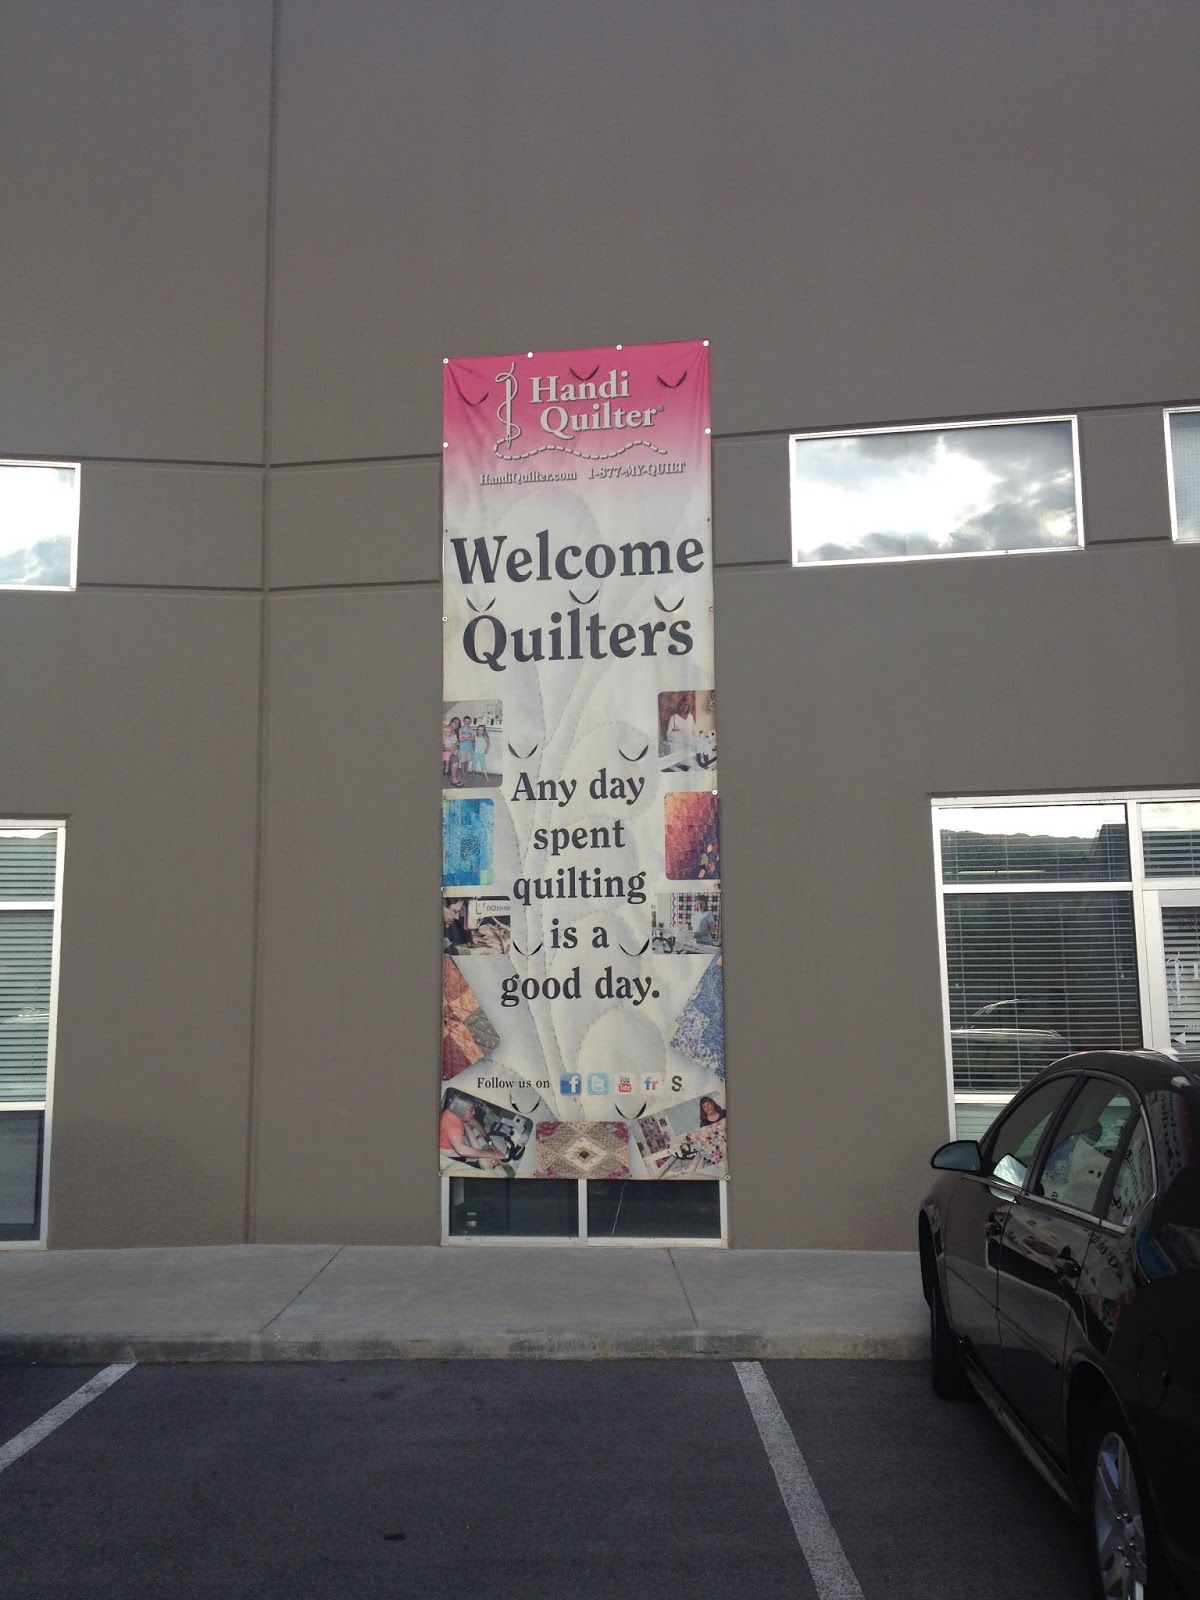 Handi
Quilter®
HandiQuilter.com 1-877-MY-QUILT
Welcome
Quilters
Any day
spent
quilting
is a
good day.
Follow us on